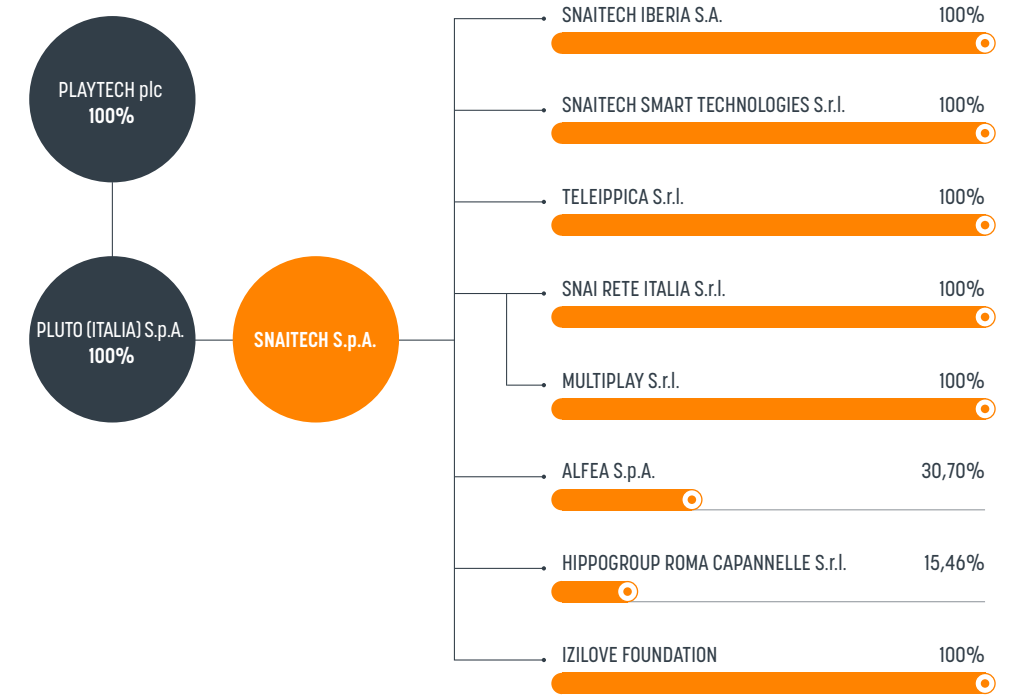 PLAYTECH plc
100%
PLUTO (ITALIA) S.p.A.
100%
SNAITECH S.p.A.
SNAITECH IBERIA S.A. 100%
SNAITECH SMART TECHNOLOGIES S.r.l. 100%
TELEIPPICA S.r.l. 100%
SNAI RETE ITALIA S.r.l. 100%
MULTIPLAY S.r.l. 100%
ALFEA S.p.A. 30,70%
HIPPOGROUP ROMA CAPANNELLE S.r.l. 15,46%
IZILOVE FOUNDATION 100%